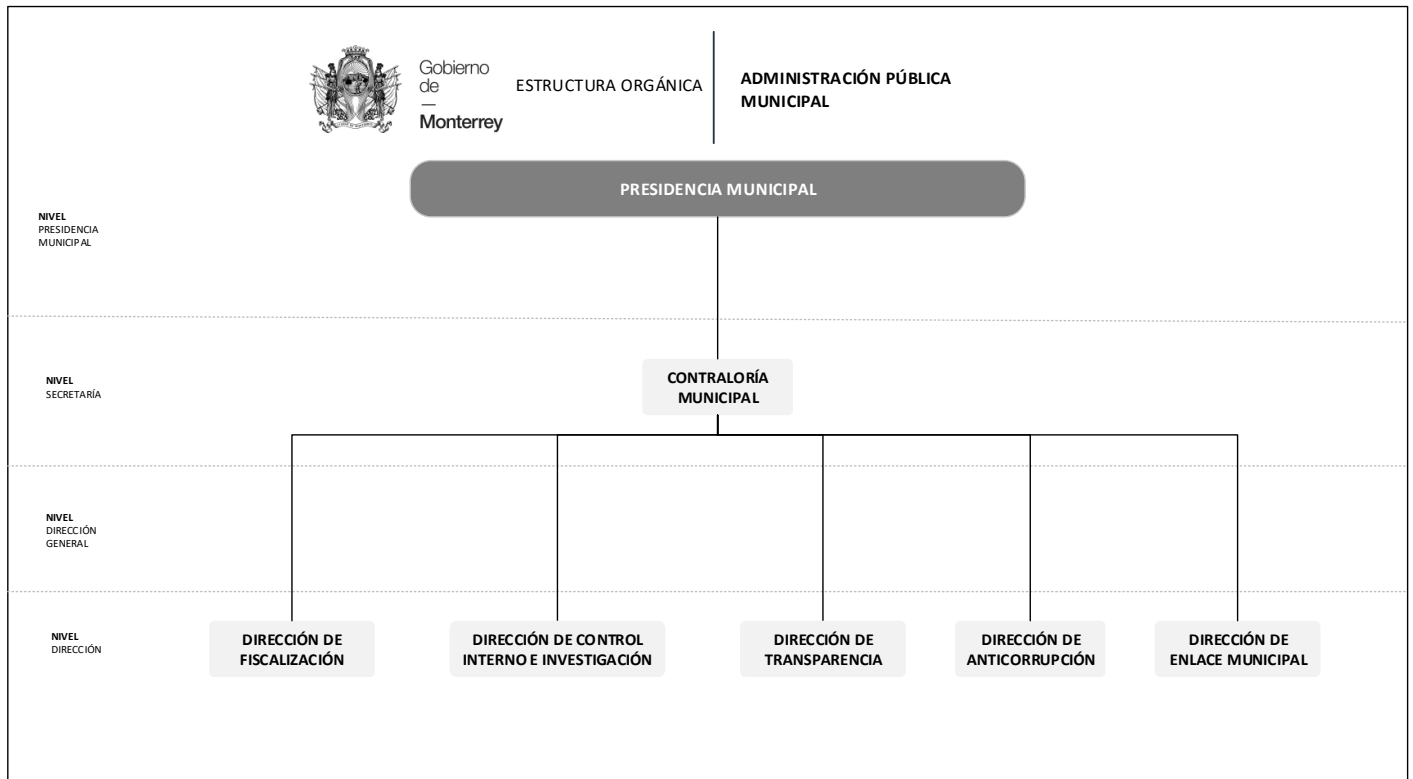 Gobierno
de
—
Monterrey
ESTRUCTURA ORGÁNICA
ADMINISTRACIÓN PÚBLICA
MUNICIPAL
PRESIDENCIA MUNICIPAL
NIVEL
PRESIDENCIA
MUNICIPAL
NIVEL
SECRETARÍA
CONTRALORÍA
MUNICIPAL
NIVEL
DIRECCIÓN
GENERAL
NIVEL
DIRECCIÓN
DIRECCIÓN DE
FISCALIZACIÓN
DIRECCIÓN DE CONTROL
INTERNO E INVESTIGACIÓN
DIRECCIÓN DE
TRANSPARENCIA
DIRECCIÓN DE
ANTICORRUPCIÓN
DIRECCIÓN DE
ENLACE MUNICIPAL